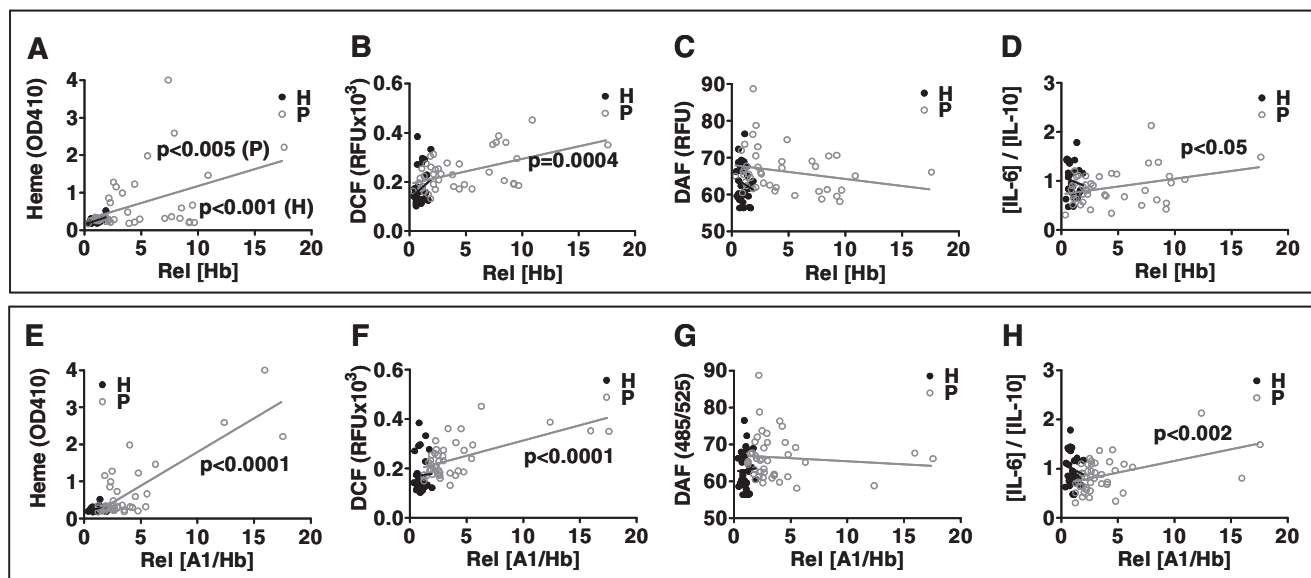 A
Heme (OD410)
4
3
2
1
0
0 5 10 15 20
Rel [Hb]
H
P
p<0.005 (P)
p<0.001 (H)
B
DCF (RFUx10³)
0.6
0.4
0.2
0.0
0 5 10 15 20
Rel [Hb]
H
P
p=0.0004
C
DAF (RFU)
90
80
70
60
50
0 5 10 15 20
Rel [Hb]
H
P
D
[IL-6] / [IL-10]
3
2
1
0
0 5 10 15 20
Rel [Hb]
H
P
p<0.05
E
Heme (OD410)
4
3
2
1
0
0 5 10 15 20
Rel [A1/Hb]
H
P
p<0.0001
F
DCF (RFUx10³)
0.6
0.4
0.2
0.0
0 5 10 15 20
Rel [A1/Hb]
H
P
p<0.0001
G
DAF (485/525)
90
80
70
60
50
0 5 10 15 20
Rel [A1/Hb]
H
P
H
[IL-6] / [IL-10]
3
2
1
0
0 5 10 15 20
Rel [A1/Hb]
H
P
p<0.002